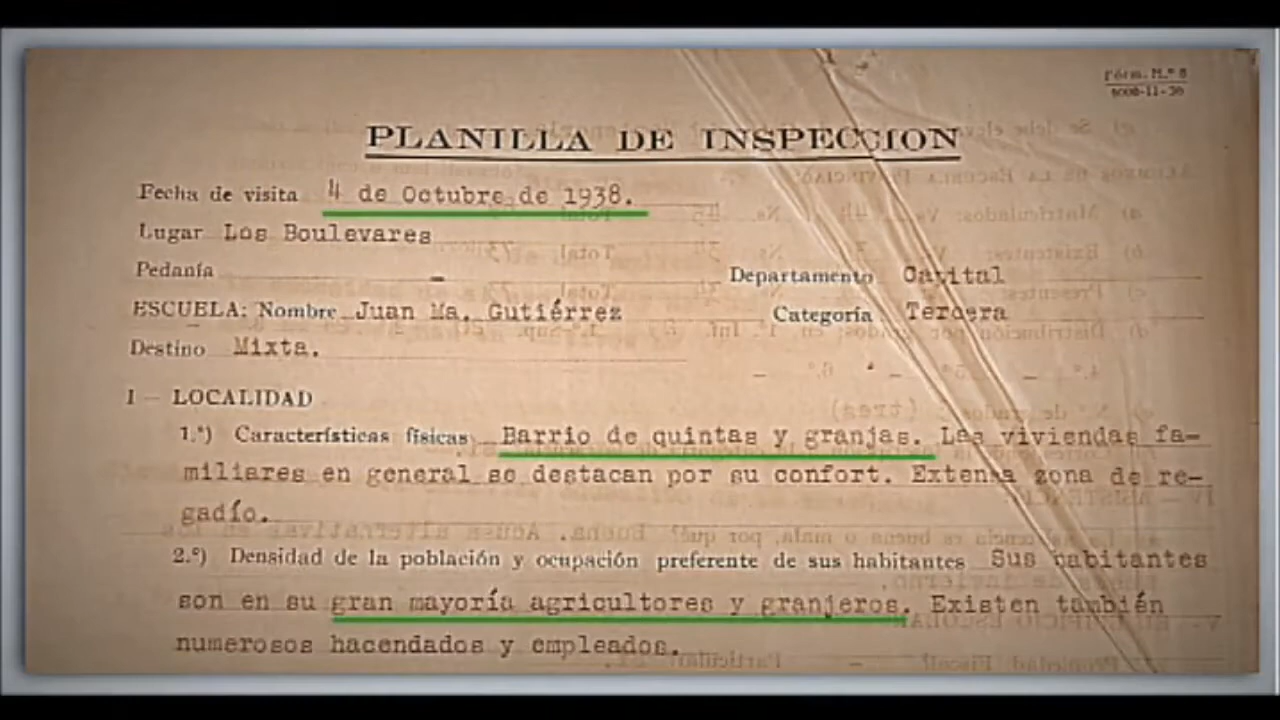 Fórm. N.º 8
PLANILLA DE INSPECCION
Fecha de visita 4 de Octubre de 1938.
Lugar Los Boulevares
Pedanía - Departamento Capital
ESCUELA: Nombre Juan Ma. Gutiérrez Categoría Tercera
Destino Mixta.
I — LOCALIDAD
1.º) Características físicas Barrio de quintas y granjas. Las viviendas fa-
miliares en general se destacan por su confort. Extensa zona de re-
gadío.
2.º) Densidad de la población y ocupación preferente de sus habitantes Sus habitantes
son en su gran mayoría agricultores y granjeros. Existen también
numerosos hacendados y empleados.